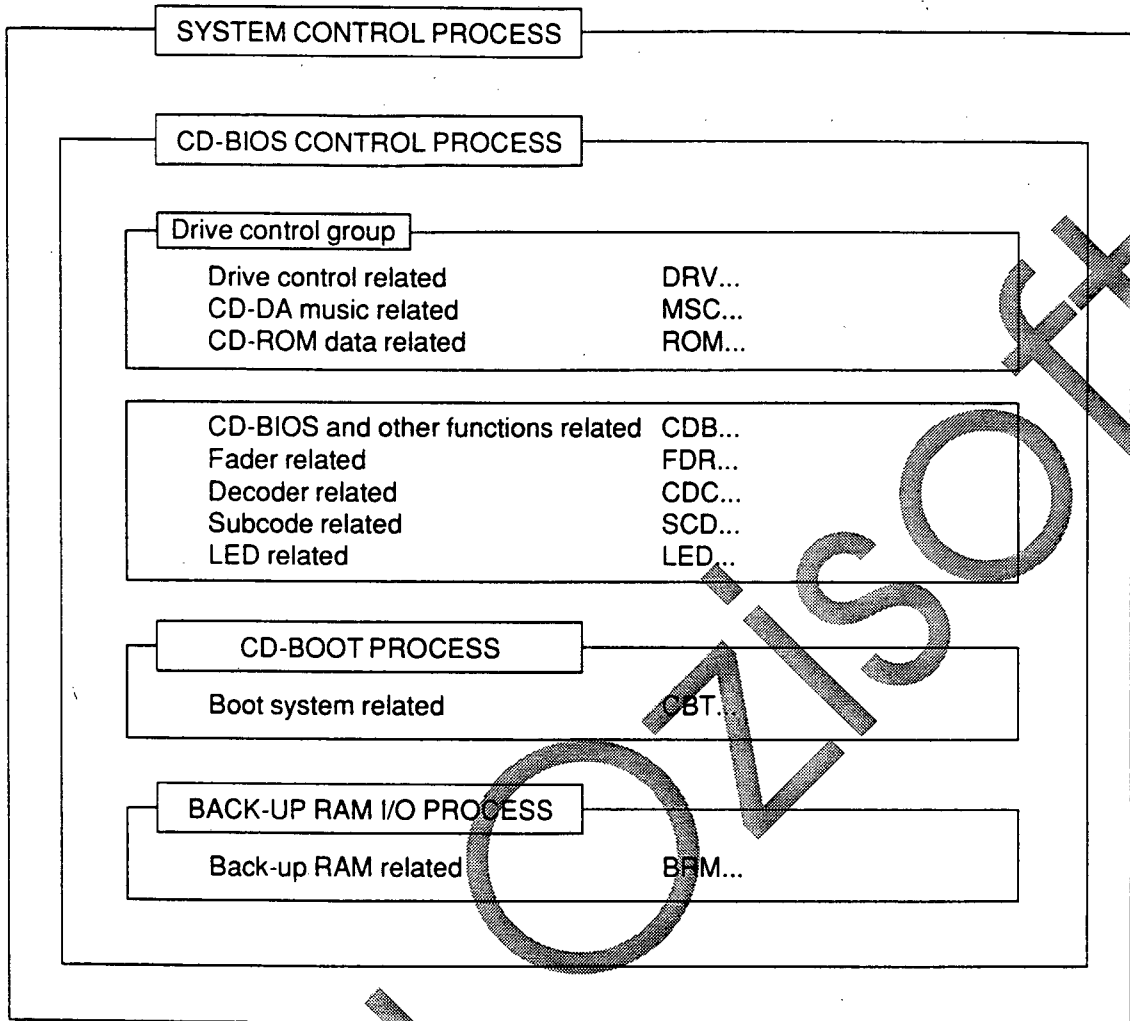 SYSTEM CONTROL PROCESS
CD-BIOS CONTROL PROCESS
Drive control group
Drive control related DRV...
CD-DA music related MSC...
CD-ROM data related ROM...
CD-BIOS and other functions related CDB...
Fader related FDR...
Decoder related CDC...
Subcode related SCD...
LED related LED...
CD-BOOT PROCESS
Boot system related CBT...
BACK-UP RAM I/O PROCESS
Back-up RAM related BRM...
Ozisoft